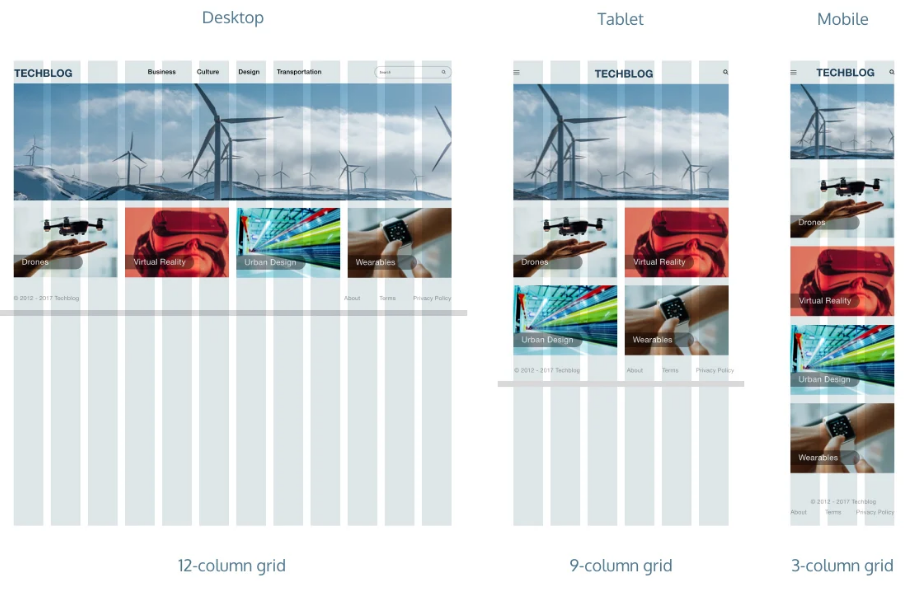 Desktop
TECHBLOG
Business Culture Design Transportation
Search
Drones
Virtual Reality
Urban Design
Wearables
© 2012 - 2017 Techblog
About Terms Privacy Policy
12-column grid
Tablet
TECHBLOG
Drones
Virtual Reality
Urban Design
Wearables
© 2012 - 2017 Techblog
About Terms Privacy Policy
9-column grid
Mobile
TECHBLOG
Drones
Virtual Reality
Urban Design
Wearables
© 2012 - 2017 Techblog
About Terms Privacy Policy
3-column grid